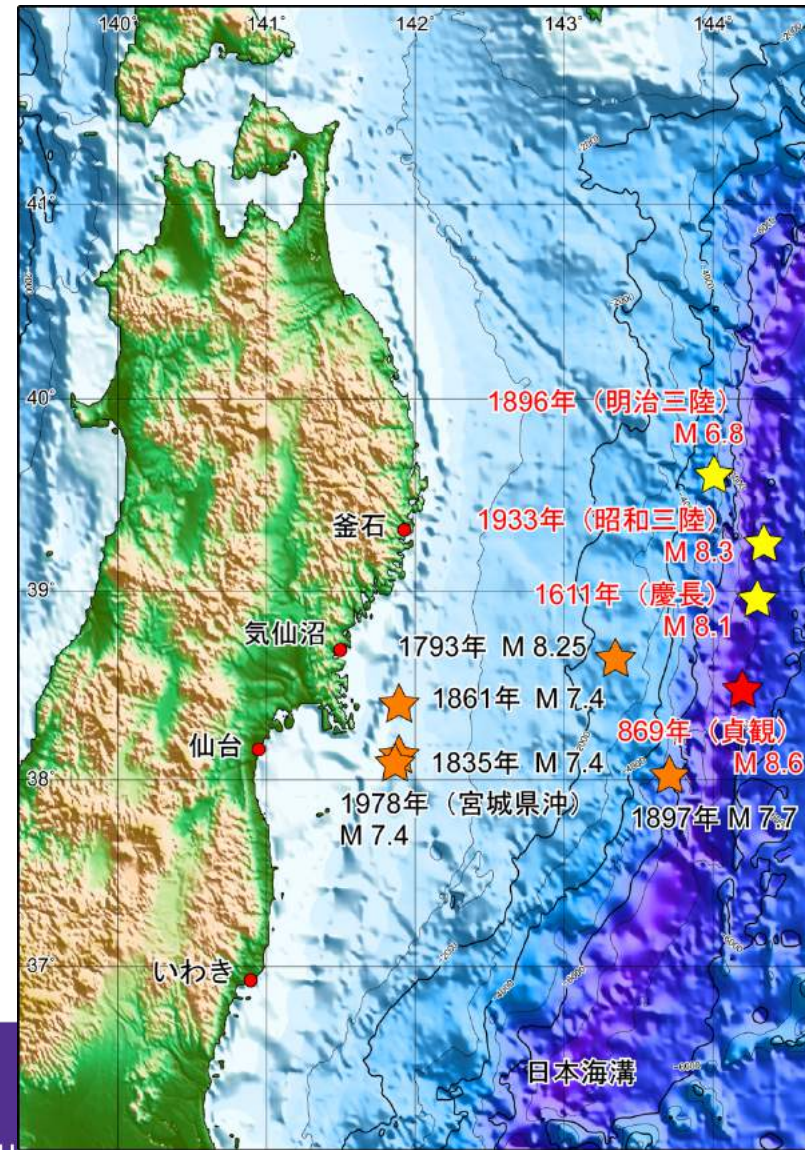 140° 141° 142° 143° 144°
41°
40°
39°
38°
37°
1896年（明治三陸）
M 6.8
釜石
1933年（昭和三陸）
M 8.3
1611年（慶長）
M 8.1
気仙沼
1793年 M 8.25
1861年 M 7.4
仙台
869年（貞観）
M 8.6
1835年 M 7.4
1978年（宮城県沖）
M 7.4
1897年 M 7.7
いわき
日本海溝
-2000
-4000
-6000